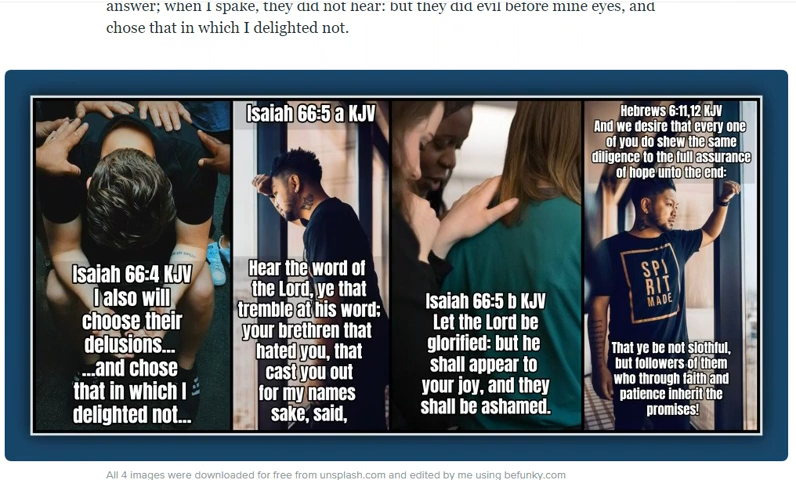 answer; when I spake, they did not hear: but they did evil before mine eyes, and
chose that in which I delighted not.
Isaiah 66:4 KJV
I also will
choose their
delusions...
...and chose
that in which I
delighted not...
Isaiah 66:5 a KJV
Hear the word of
the Lord, ye that
tremble at his word:
your brethren that
hated you, that
cast you out
for my names
sake, said,
Isaiah 66:5 b KJV
Let the Lord be
glorified: but he
shall appear to
your joy, and they
shall be ashamed.
Hebrews 6:11,12 KJV
And we desire that every one
of you do shew the same
diligence to the full assurance
of hope unto the end:
SPI
RIT
MADE
That ye be not slothful,
but followers of them
who through faith and
patience inherit the
promises!
All 4 images were downloaded for free from unsplash.com and edited by me using befunky.com